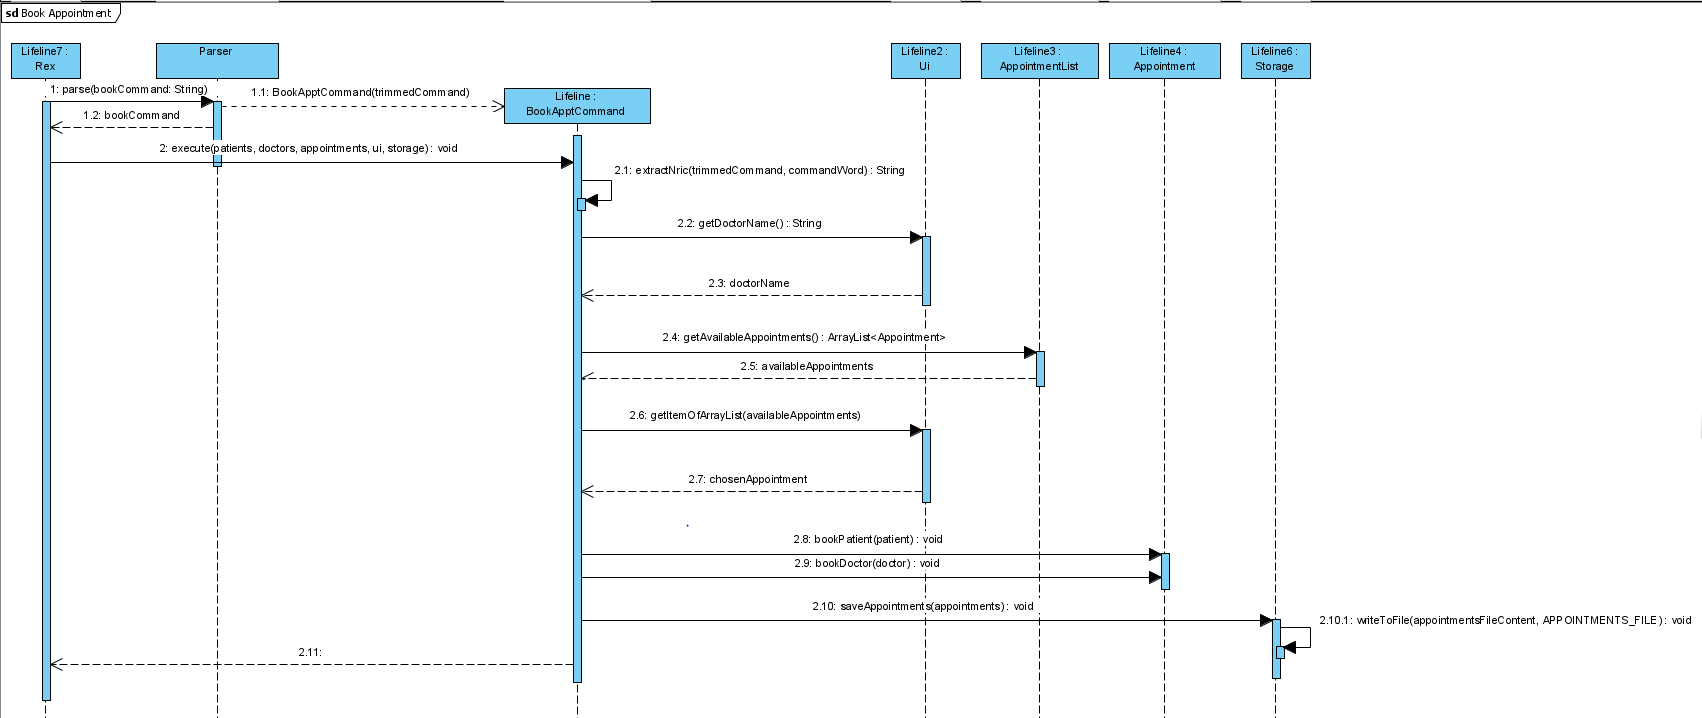 sd Book Appointment
Lifeline7 :
Rex
Parser
Lifeline2 :
Ui
Lifeline3 :
AppointmentList
Lifeline4 :
Appointment
Lifeline6 :
Storage
1: parse(bookCommand: String)
1.1: BookApptCommand(trimmedCommand)
Lifeline :
BookApptCommand
1.2: bookCommand
2: execute(patients, doctors, appointments, ui, storage) : void
2.1: extractNric(trimmedCommand, commandWord) : String
2.2: getDoctorName() : String
2.3: doctorName
2.4: getAvailableAppointments() : ArrayList<Appointment>
2.5: availableAppointments
2.6: getItemOfArrayList(availableAppointments)
2.7: chosenAppointment
2.8: bookPatient(patient) : void
2.9: bookDoctor(doctor) : void
2.10: saveAppointments(appointments) : void
2.10.1: writeToFile(appointmentsFileContent, APPOINTMENTS_FILE) : void
2.11: